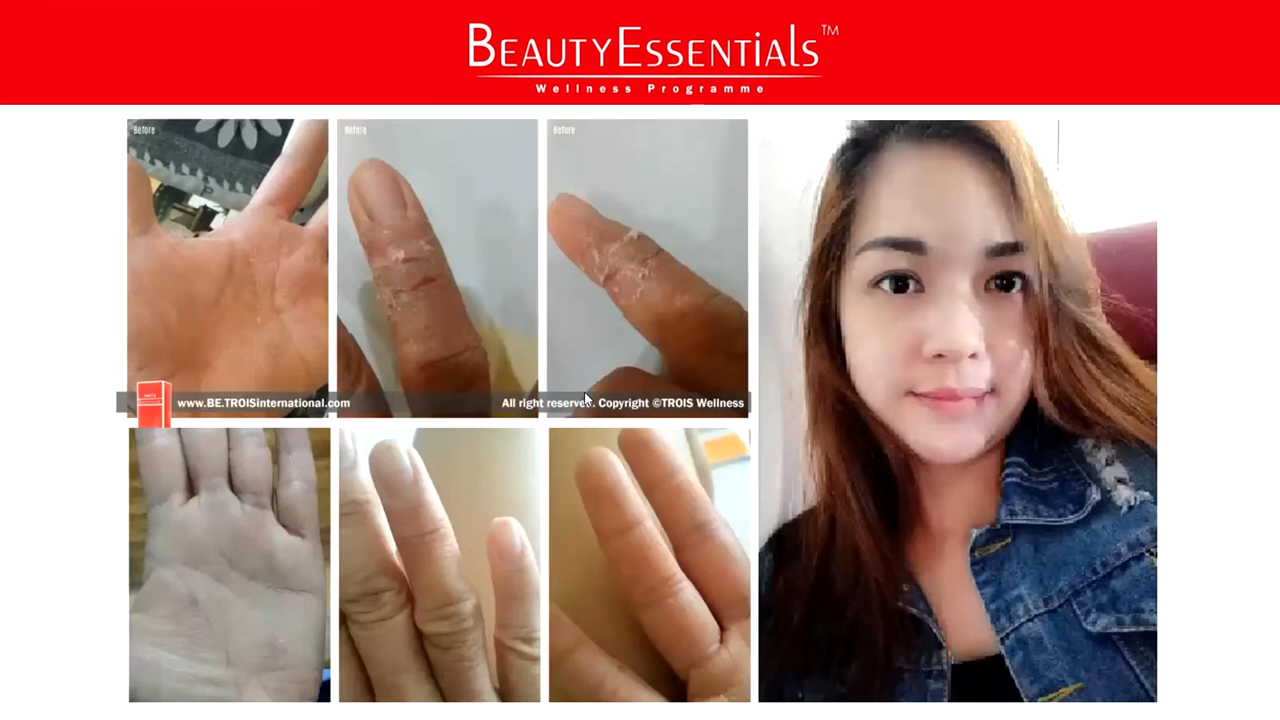 BEAUTYESSENTiAlS™
Wellness Programme
Before
Before
Before
www.BE.TROISinternational.com
All right reserved. Copyright ©TROIS Wellness